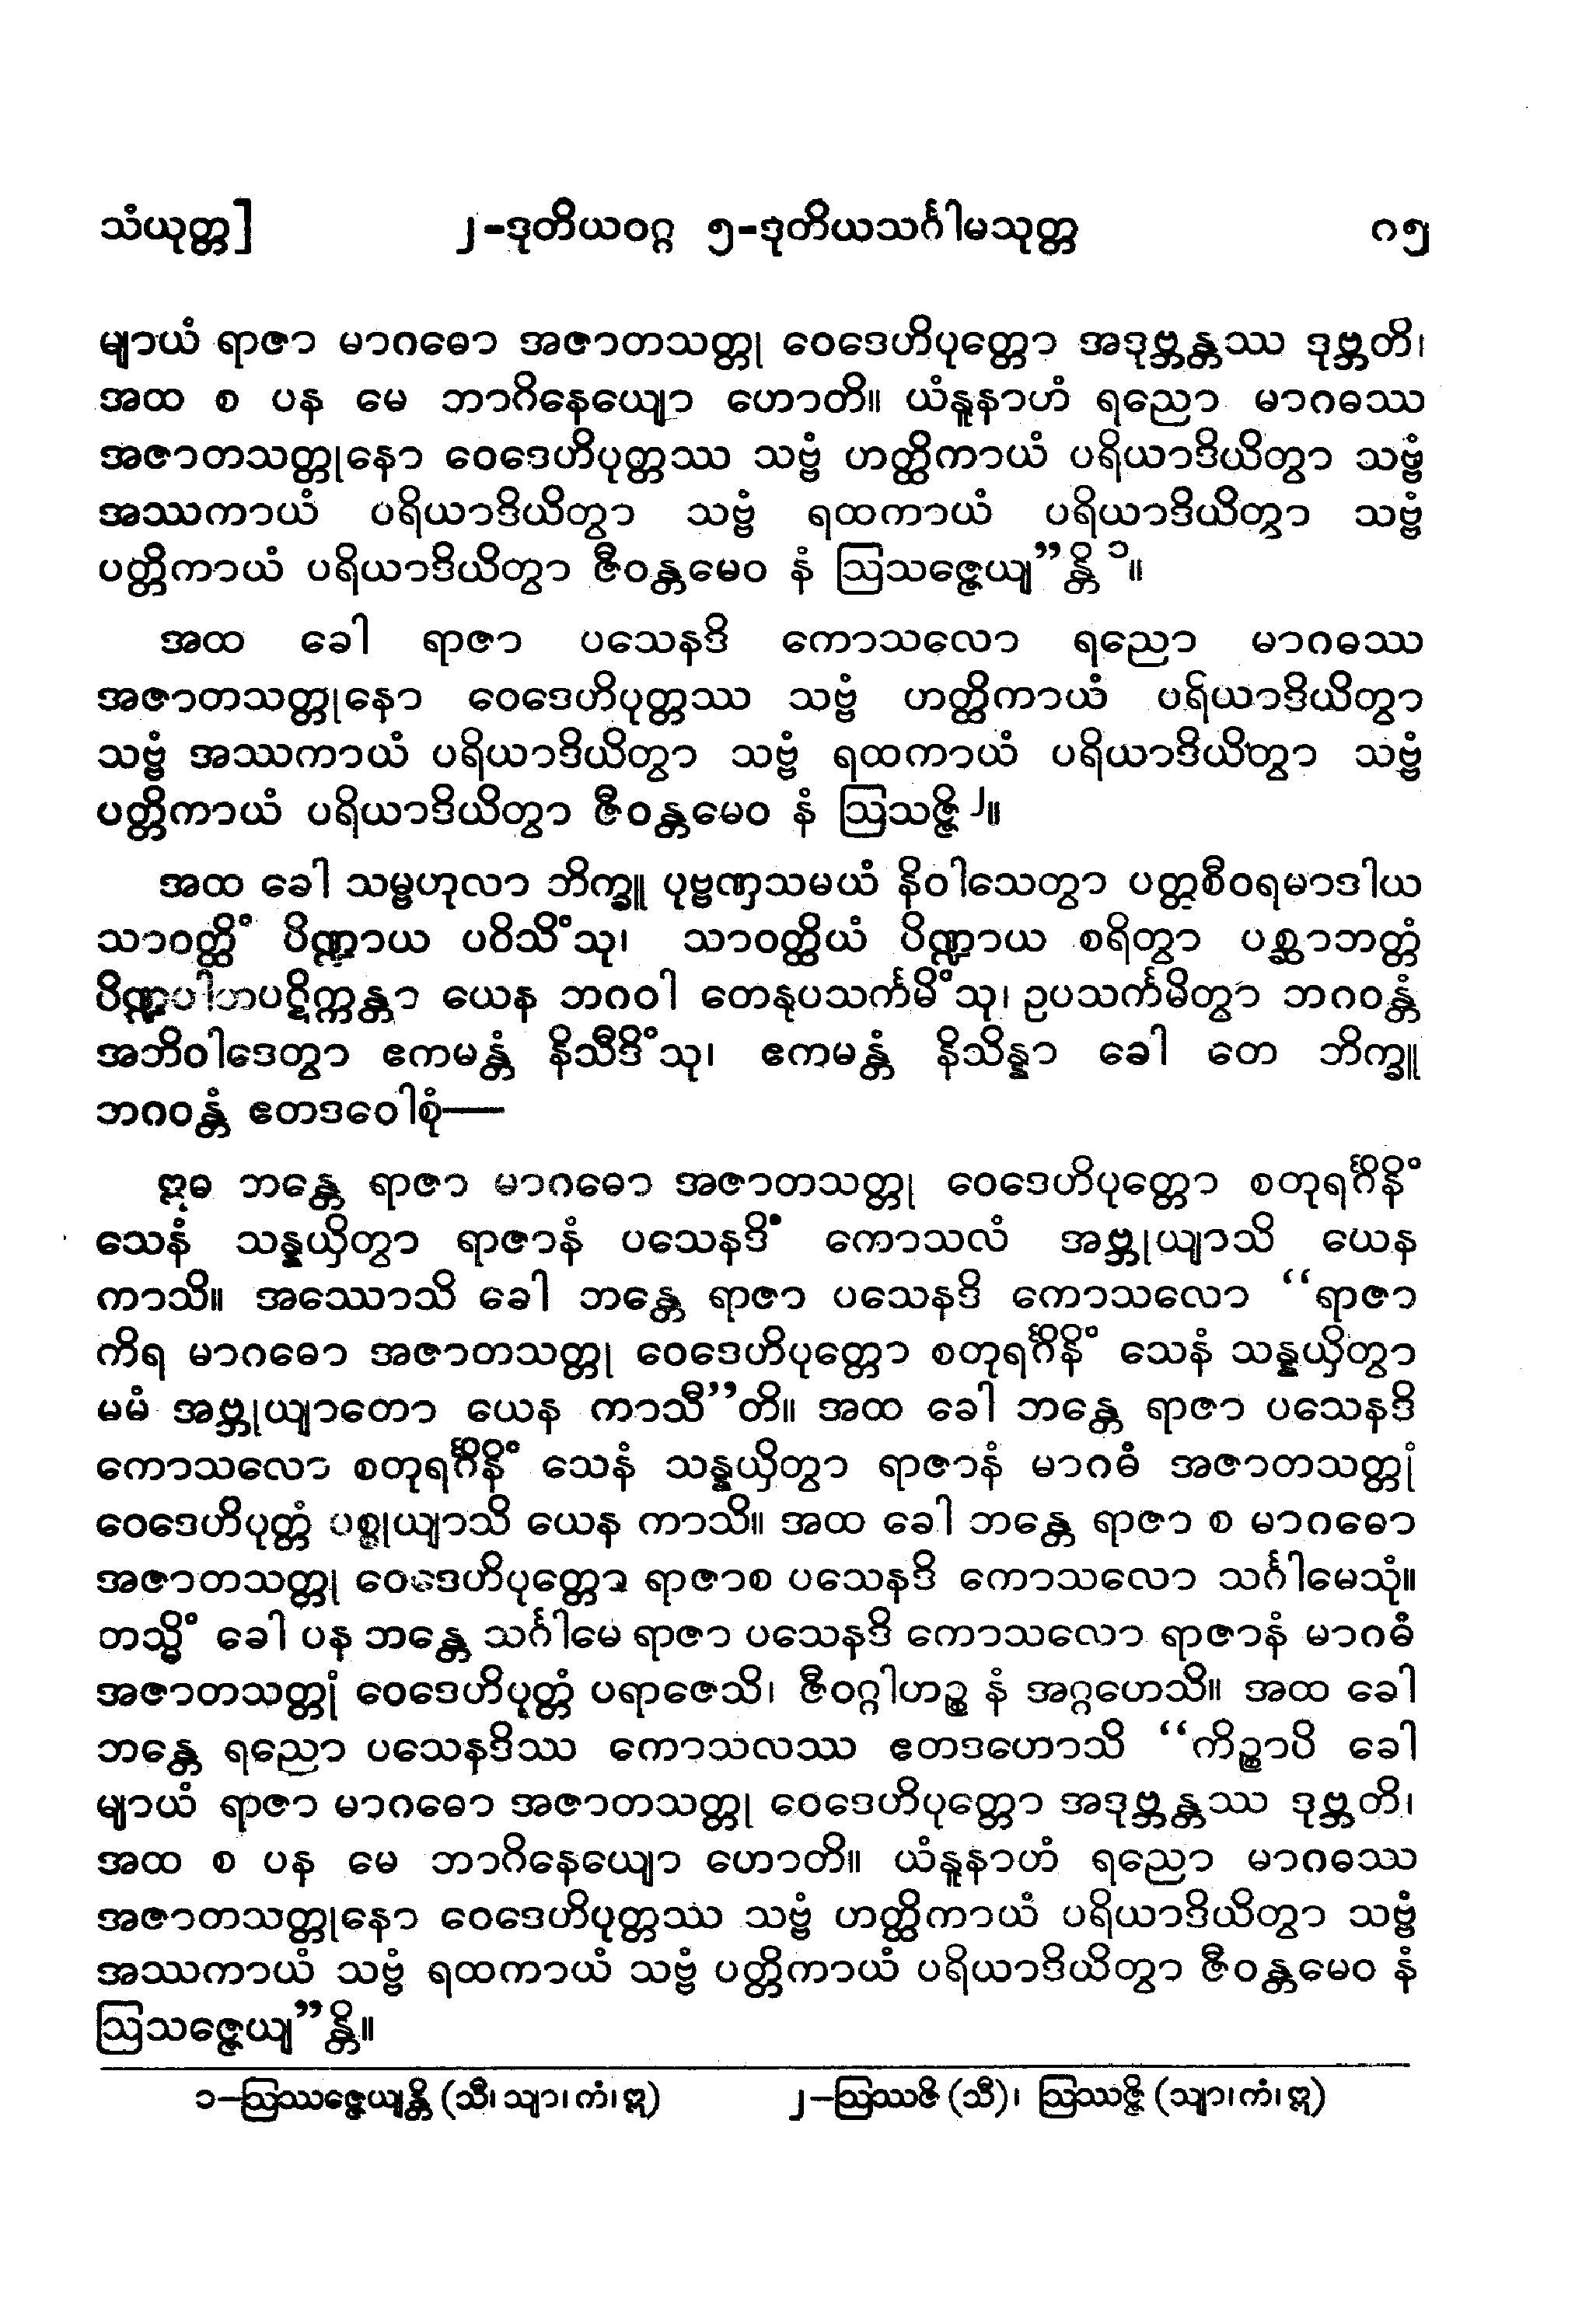 သံယုတ္တ] ၂-ဒုတိယဝဂ္ဂ ၅-ဒုတိယသင်္ဂါမသုတ္တ ဂ၅
မျာယံ ရာဇာ မာဂဓော အဇာတသတ္တု ဝေဒေဟိပုတ္တော အဒုဗ္ဘန္တဿ ဒုဗ္ဘတိ၊
အထ စ ပန မေ ဘာဂိနေယျော ဟောတိ။ ယံနူနာဟံ ရညော မာဂဓဿ
အဇာတသတ္တုနော ဝေဒေဟိပုတ္တဿ သဗ္ဗံ ဟတ္ထိကာယံ ပရိယာဒိယိတွာ သဗ္ဗံ
အဿကာယံ ပရိယာဒိယိတွာ သဗ္ဗံ ရထကာယံ ပရိယာဒိယိတွာ သဗ္ဗံ
ပတ္တိကာယံ ပရိယာဒိယိတွာ ဇီဝန္တမေဝ နံ ဩသဇ္ဇေယျ”န္တိ ၁။
အထ ခေါ ရာဇာ ပသေနဒိ ကောသလော ရညော မာဂဓဿ
အဇာတသတ္တုနော ဝေဒေဟိပုတ္တဿ သဗ္ဗံ ဟတ္ထိကာယံ ပရိယာဒိယိတွာ
သဗ္ဗံ အဿကာယံ ပရိယာဒိယိတွာ သဗ္ဗံ ရထကာယံ ပရိယာဒိယိတွာ သဗ္ဗံ
ပတ္တိကာယံ ပရိယာဒိယိတွာ ဇီဝန္တမေဝ နံ ဩသဇ္ဇိ ၂။
အထ ခေါ သမ္ဗဟုလာ ဘိက္ခူ ပုဗ္ဗဏှသမယံ နိဝါသေတွာ ပတ္တစီဝရမာဒါယ
သာဝတ္ထိံ ပိဏ္ဍာယ ပဝိသိံသု၊ သာဝတ္ထိယံ ပိဏ္ဍာယ စရိတွာ ပစ္ဆာဘတ္တံ
ပိဏ္ဍပါတပဋိက္ကန္တာ ယေန ဘဂဝါ တေနုပသင်္ကမိံသု၊ ဥပသင်္ကမိတွာ ဘဂဝန္တံ
အဘိဝါဒေတွာ ဧကမန္တံ နိသီဒိံသု၊ ဧကမန္တံ နိသိန္နာ ခေါ တေ ဘိက္ခူ
ဘဂဝန္တံ ဧတဒဝေါစုံ—
ဣဓ ဘန္တေ ရာဇာ မာဂဓော အဇာတသတ္တု ဝေဒေဟိပုတ္တော စတုရင်္ဂိနိံ
သေနံ သန္နယှိတွာ ရာဇာနံ ပသေနဒိံ ကောသလံ အဗ္ဘုယျာသိ ယေန
ကာသိ။ အဿောသိ ခေါ ဘန္တေ ရာဇာ ပသေနဒိ ကောသလော “ရာဇာ
ကိရ မာဂဓော အဇာတသတ္တု ဝေဒေဟိပုတ္တော စတုရင်္ဂိနိံ သေနံ သန္နယှိတွာ
မမံ အဗ္ဘုယျာတော ယေန ကာသီ”တိ။ အထ ခေါ ဘန္တေ ရာဇာ ပသေနဒိ
ကောသလော စတုရင်္ဂိနိံ သေနံ သန္နယှိတွာ ရာဇာနံ မာဂဓံ အဇာတသတ္တုံ
ဝေဒေဟိပုတ္တံ ပစ္စုယျာသိ ယေန ကာသိ။ အထ ခေါ ဘန္တေ ရာဇာ စ မာဂဓော
အဇာတသတ္တု ဝေဒေဟိပုတ္တော ရာဇာစ ပသေနဒိ ကောသလော သင်္ဂါမေသုံ။
တသ္မိံ ခေါ ပန ဘန္တေ သင်္ဂါမေ ရာဇာ ပသေနဒိ ကောသလော ရာဇာနံ မာဂဓံ
အဇာတသတ္တုံ ဝေဒေဟိပုတ္တံ ပရာဇေသိ၊ ဇီဝဂ္ဂါဟဉ္စ နံ အဂ္ဂဟေသိ။ အထ ခေါ
ဘန္တေ ရညော ပသေနဒိဿ ကောသလဿ ဧတဒဟောသိ “ကိဉ္စာပိ ခေါ
မျာယံ ရာဇာ မာဂဓော အဇာတသတ္တု ဝေဒေဟိပုတ္တော အဒုဗ္ဘန္တဿ ဒုဗ္ဘတိ၊
အထ စ ပန မေ ဘာဂိနေယျော ဟောတိ။ ယံနူနာဟံ ရညော မာဂဓဿ
အဇာတသတ္တုနော ဝေဒေဟိပုတ္တဿ သဗ္ဗံ ဟတ္ထိကာယံ ပရိယာဒိယိတွာ သဗ္ဗံ
အဿကာယံ သဗ္ဗံ ရထကာယံ သဗ္ဗံ ပတ္တိကာယံ ပရိယာဒိယိတွာ ဇီဝန္တမေဝ နံ
ဩသဇ္ဇေယျ”န္တိ။
၁-ဩဿဇ္ဇေယျန္တိ (သီ၊ သျာ၊ ကံ၊ ဣ) ၂-ဩဿဇိ (သီ)၊ ဩဿဇ္ဇိ (သျာ၊ ကံ၊ ဣ)